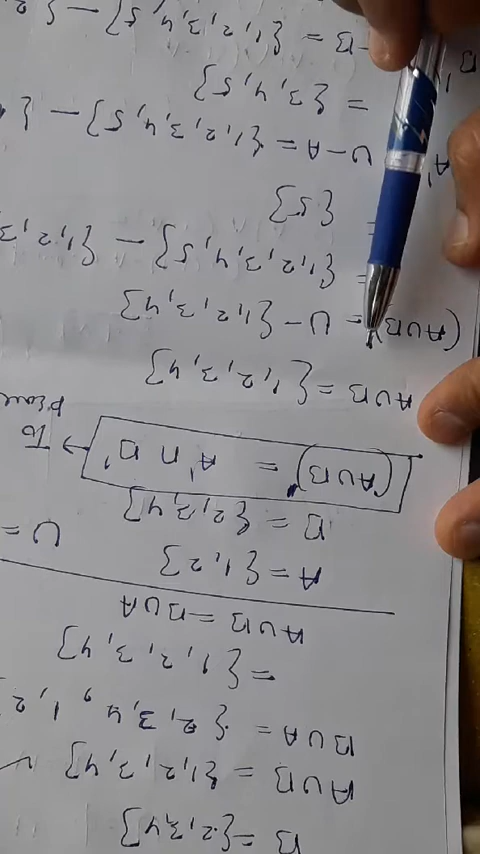 B = {2,3,4}
A∪B = {1,2,3,4} ✓
B∪A = {2,3,4, 1,2
= {1,2,3,4}
A∪B = B∪A
A = {1,2}
B = {2,3,4} U =
(A∪B)' = A'∩B' → To
A∪B = {1,2,3,4}
(A∪B)' = U - {1,2,3,4}
= {1,2,3,4,5} - {1,2,3,
= {5}
A' U-A = {1,2,3,4,5} - {
= {3,4,5}
B' -B = {1,2,3,4,5} - {2,